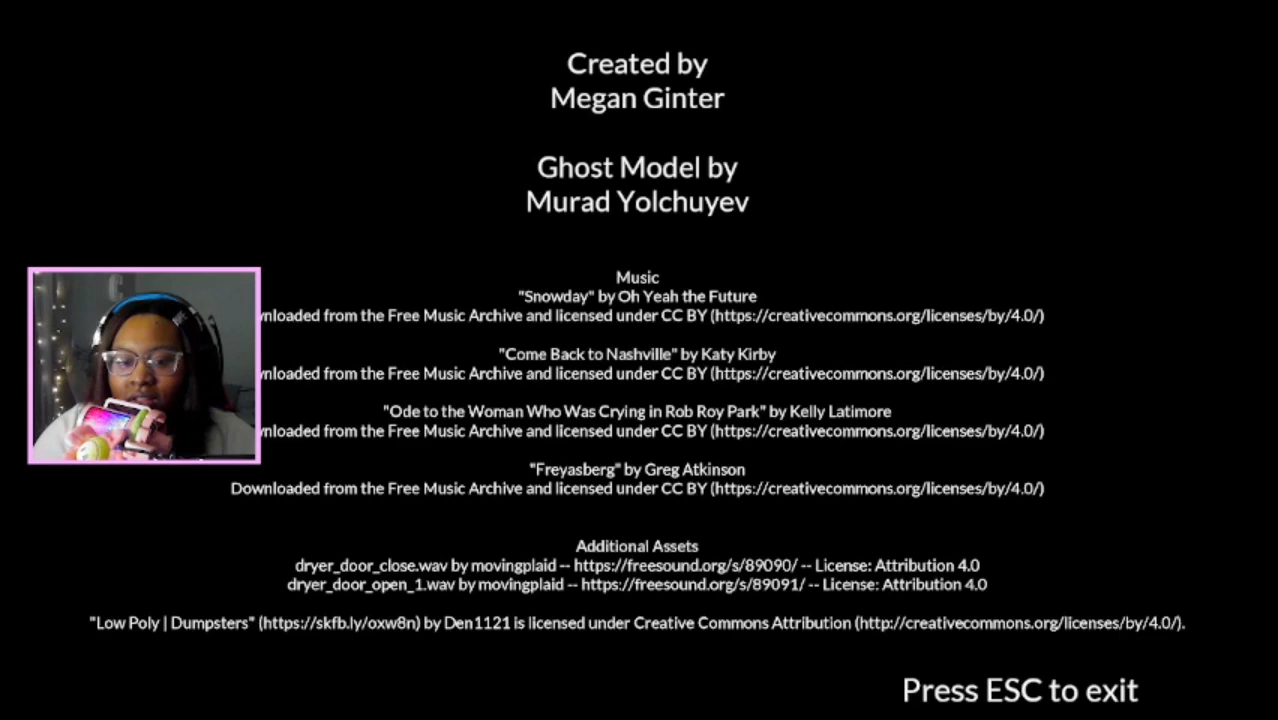 Created by
Megan Ginter
Ghost Model by
Murad Yolchuyev
Music
"Snowday" by Oh Yeah the Future
wnloaded from the Free Music Archive and licensed under CC BY (https://creativecommons.org/licenses/by/4.0/)
"Come Back to Nashville" by Katy Kirby
wnloaded from the Free Music Archive and licensed under CC BY (https://creativecommons.org/licenses/by/4.0/)
"Ode to the Woman Who Was Crying in Rob Roy Park" by Kelly Latimore
wnloaded from the Free Music Archive and licensed under CC BY (https://creativecommons.org/licenses/by/4.0/)
"Freyasberg" by Greg Atkinson
Downloaded from the Free Music Archive and licensed under CC BY (https://creativecommons.org/licenses/by/4.0/)
Additional Assets
dryer_door_close.wav by movingplaid -- https://freesound.org/s/89090/ -- License: Attribution 4.0
dryer_door_open_1.wav by movingplaid -- https://freesound.org/s/89091/ -- License: Attribution 4.0
"Low Poly | Dumpsters" (https://skfb.ly/oxw8n) by Den1121 is licensed under Creative Commons Attribution (http://creativecommons.org/licenses/by/4.0/).
Press ESC to exit